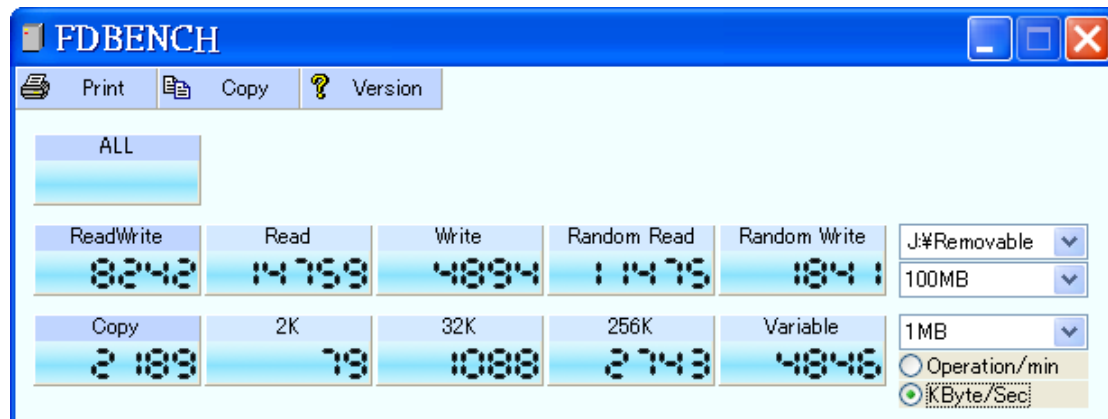 FDBENCH
Print Copy ? Version
ALL
ReadWrite Read Write Random Read Random Write J:¥Removable
8242 14759 4894 11475 1841 100MB
Copy 2K 32K 256K Variable 1MB
2189 79 1088 2743 4846 Operation/min
KByte/Sec